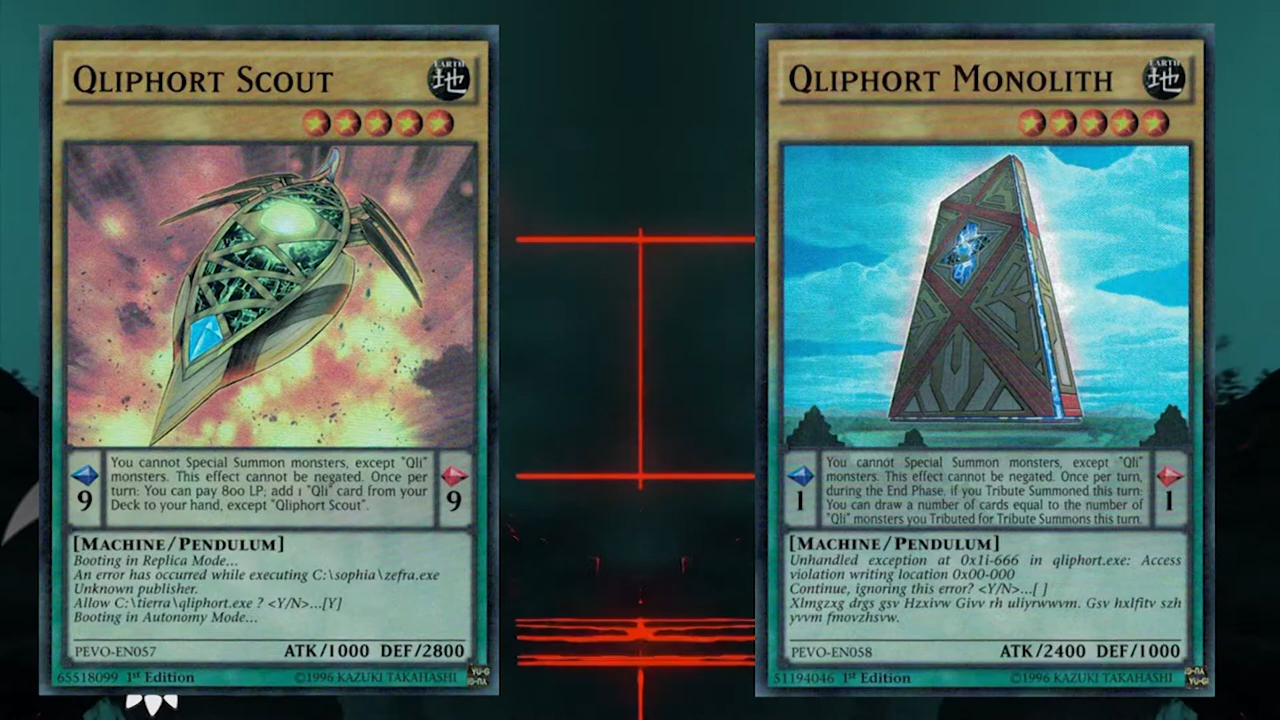 QLIPHORT SCOUT
EARTH
地
9
You cannot Special Summon monsters, except "Qli"
monsters. This effect cannot be negated. Once per
turn: You can pay 800 LP; add 1 "Qli" card from your
Deck to your hand, except "Qliphort Scout".
9
[MACHINE/PENDULUM]
Booting in Replica Mode...
An error has occurred while executing C:\sophia\zefra.exe
Unknown publisher.
Allow C:\tierra\qliphort.exe ? <Y/N>...[Y]
Booting in Autonomy Mode...
PEVO-EN057
ATK/1000 DEF/2800
65518099 1st Edition
©1996 KAZUKI TAKAHASHI
QLIPHORT MONOLITH
EARTH
地
1
You cannot Special Summon monsters, except "Qli"
monsters. This effect cannot be negated. Once per turn,
during the End Phase, if you Tribute Summoned this turn:
You can draw a number of cards equal to the number of
"Qli" monsters you Tributed for Tribute Summons this turn.
1
[MACHINE/PENDULUM]
Unhandled exception at 0x1i-666 in qliphort.exe: Access
violation writing location 0x00-000
Continue, ignoring this error? <Y/N>...[ ]
Xlmgzxg drgs gsv Hzxivw Givv rh uliyrwwvm. Gsv hxlfitv szh
yvvm fmovzhsvw.
PEVO-EN058
ATK/2400 DEF/1000
51194046 1st Edition
©1996 KAZUKI TAKAHASHI